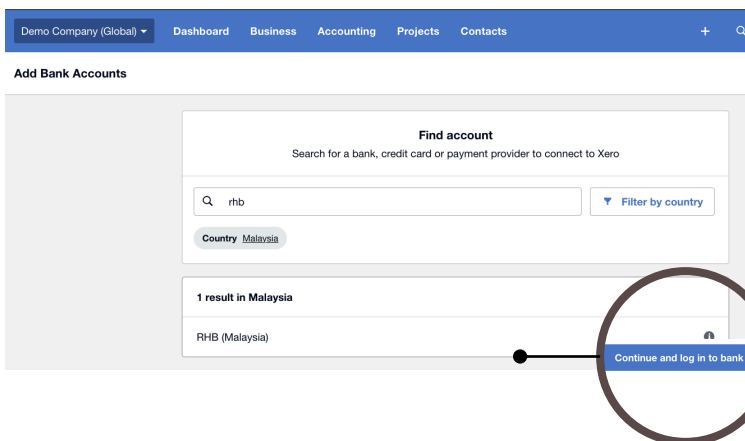 Demo Company (Global) Dashboard Business Accounting Projects Contacts
Add Bank Accounts
Find account
Search for a bank, credit card or payment provider to connect to Xero
rhb
Filter by country
Country Malaysia
1 result in Malaysia
RHB (Malaysia)
Continue and log in to bank